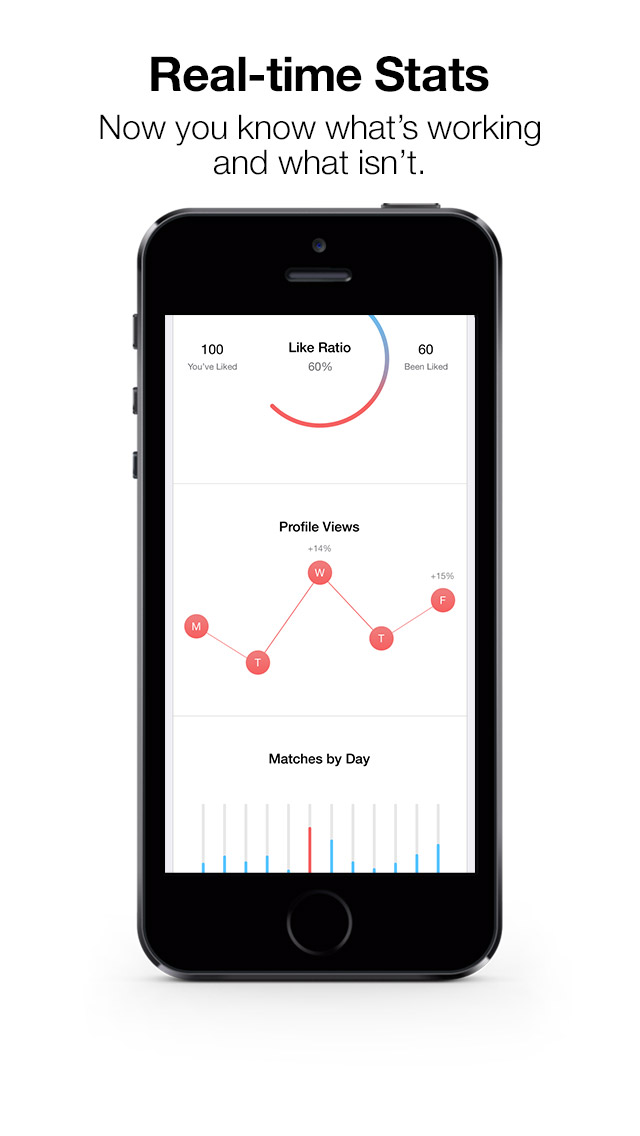 Real-time Stats
Now you know what’s working
and what isn’t.
100
You've Liked
Like Ratio
60%
60
Been Liked
Profile Views
+14%
+15%
M
T
W
T
F
Matches by Day